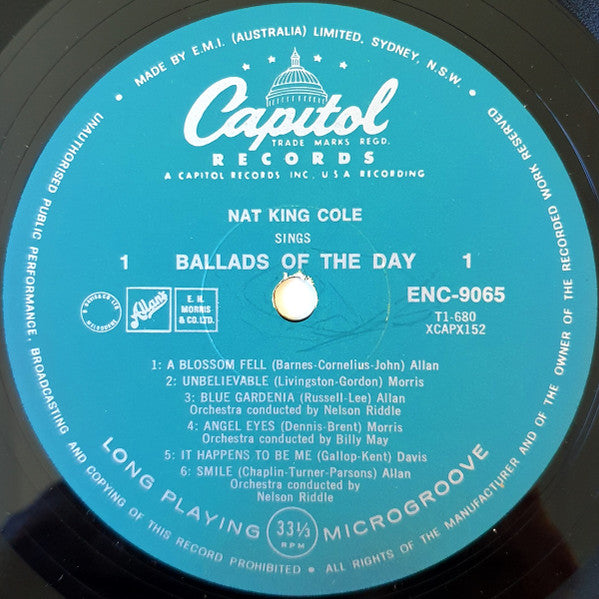 MADE BY E.M.I. (AUSTRALIA) LIMITED, SYDNEY, N.S.W.
UNAUTHORISED PUBLIC PERFORMANCE, BROADCASTING AND COPYING OF THIS RECORD PROHIBITED • ALL RIGHTS OF THE MANUFACTURER AND OF THE OWNER OF THE RECORDED WORK RESERVED
Capitol
TRADE MARKS REGD.
RECORDS
A CAPITOL RECORDS INC. U.S.A RECORDING
NAT KING COLE
SINGS
1 BALLADS OF THE DAY 1
Allans
E. H. MORRIS & CO. LTD.
ENC-9065
T1-680
XCAPX152
1: A BLOSSOM FELL (Barnes-Cornelius-John) Allan
2: UNBELIEVABLE (Livingston-Gordon) Morris
3: BLUE GARDENIA (Russell-Lee) Allan
Orchestra conducted by Nelson Riddle
4: ANGEL EYES (Dennis-Brent) Morris
Orchestra conducted by Billy May
5: IT HAPPENS TO BE ME (Gallop-Kent) Davis
6: SMILE (Chaplin-Turner-Parsons) Allan
Orchestra conducted by
Nelson Riddle
LONG PLAYING 33⅓ RPM MICROGROOVE